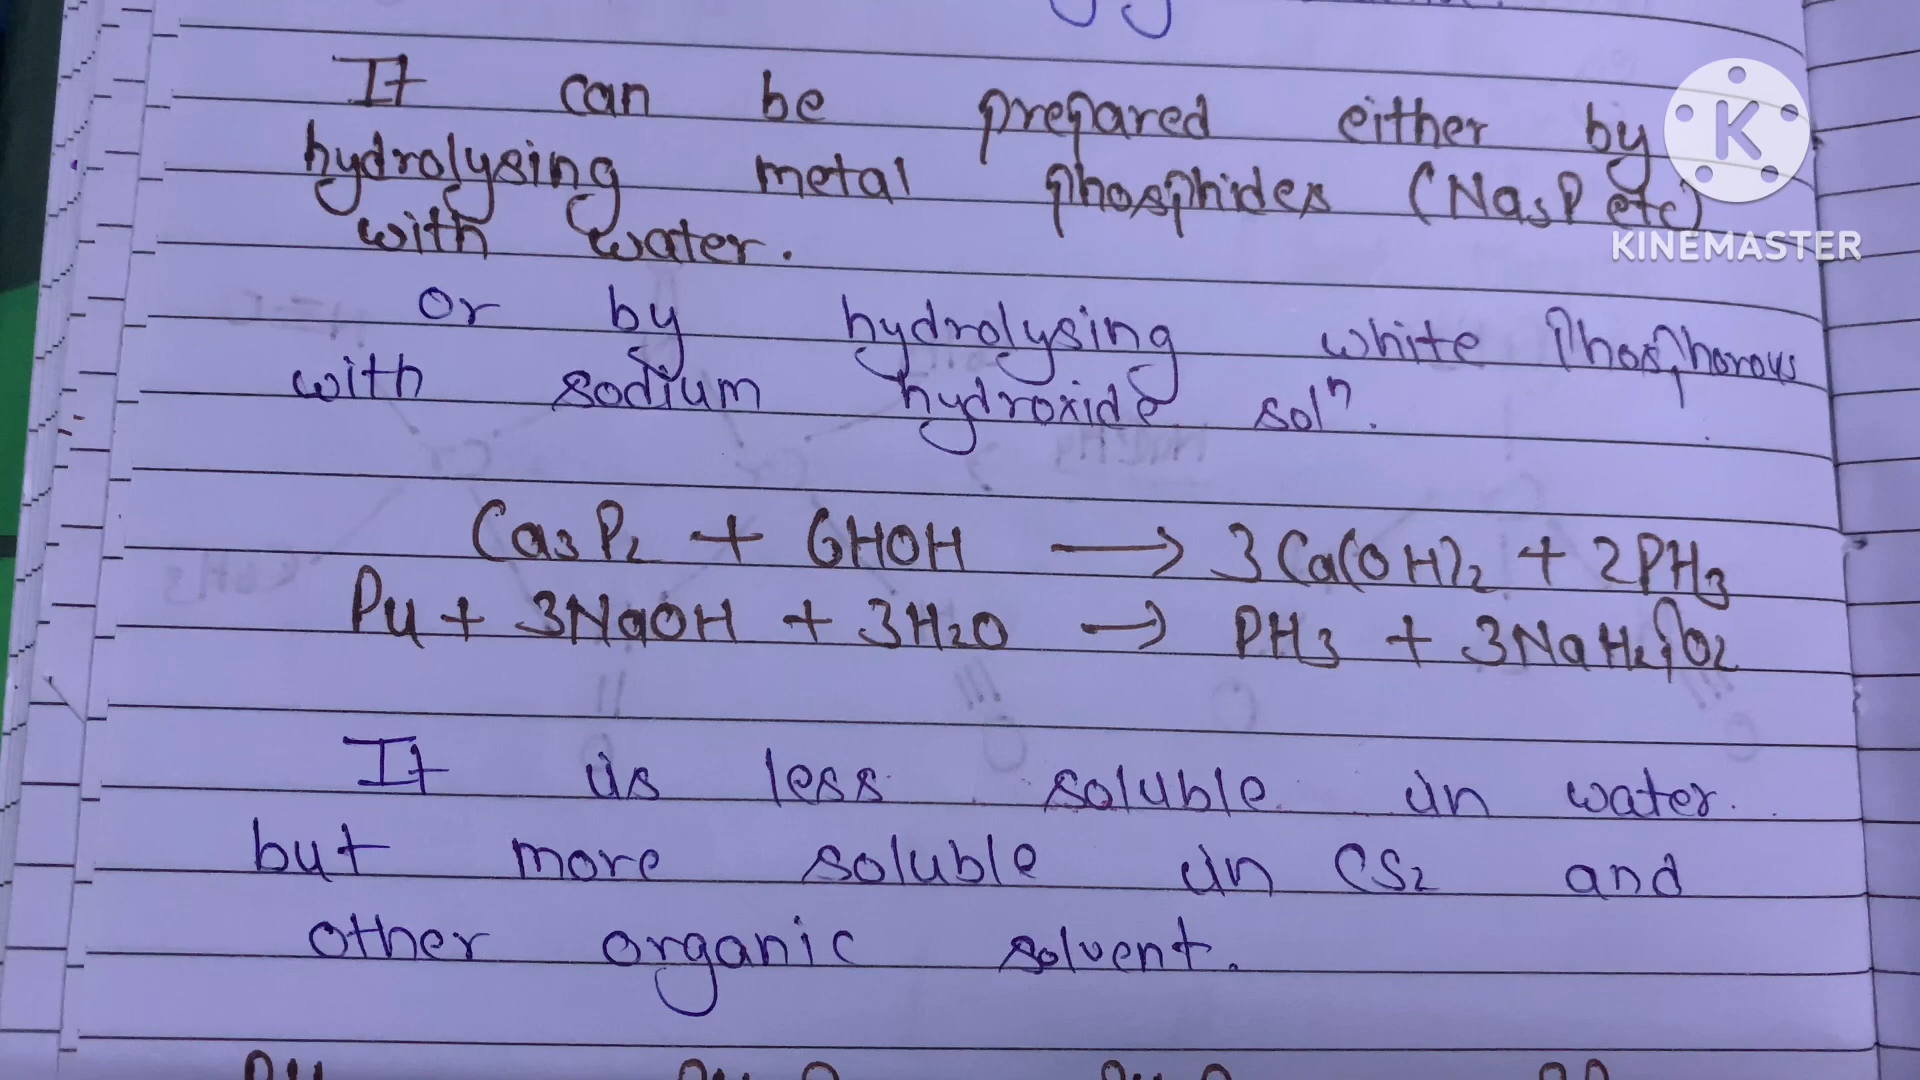 It can be prepared either by
hydrolysing metal phosphides (Na3P etc)
with water.
or by hydrolysing white Phosphorous
with sodium hydroxide solⁿ.
Ca3P2 + 6HOH → 3Ca(OH)2 + 2PH3
P4 + 3NaOH + 3H2O → PH3 + 3NaH2PO2
It is less soluble in water.
but more soluble in CS2 and
other organic solvent.
K
KINEMASTER